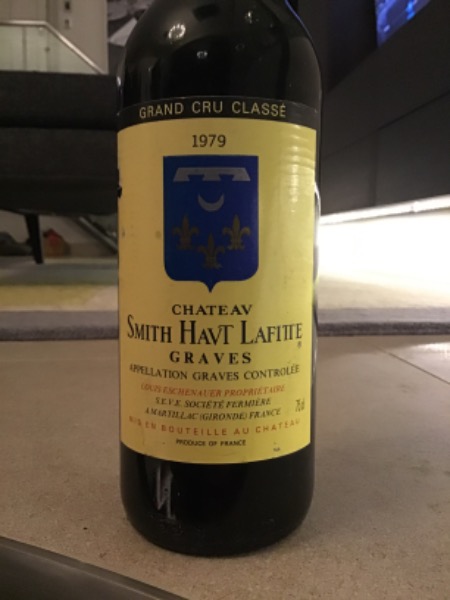 GRAND CRU CLASSÉ
1979
CHATEAV
SMITH HAVT LAFITTE
GRAVES
APPELLATION GRAVES CONTROLÉE
LOUIS ESCHENAUER PROPRIÉTAIRE
S.E.V.E. SOCIÉTÉ FERMIÈRE
A MARTILLAC (GIRONDE) FRANCE
MIS EN BOUTEILLE AU CHATEAU
PRODUCE OF FRANCE